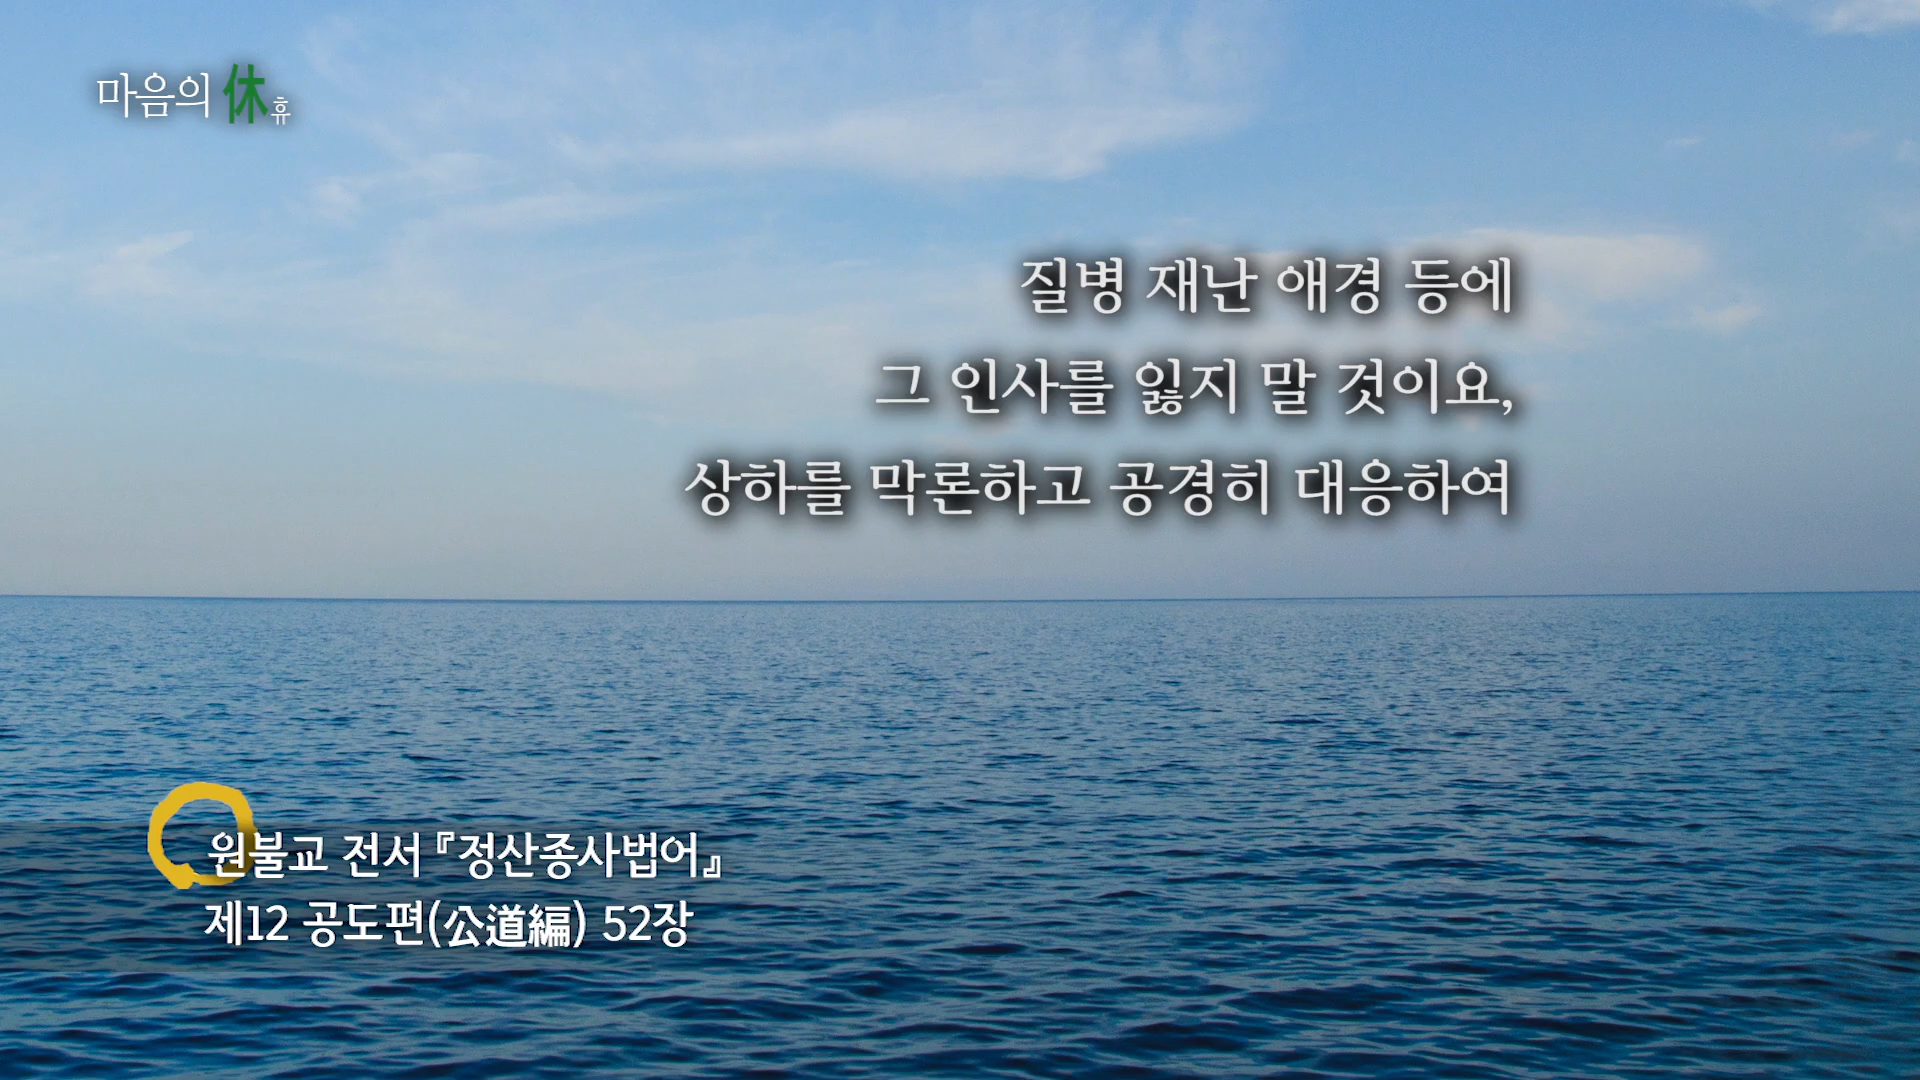 마음의 休휴
질병 재난 애경 등에
그 인사를 잃지 말 것이요,
상하를 막론하고 공경히 대응하여
원불교 전서 『정산종사법어』
제12 공도편(公道編) 52장